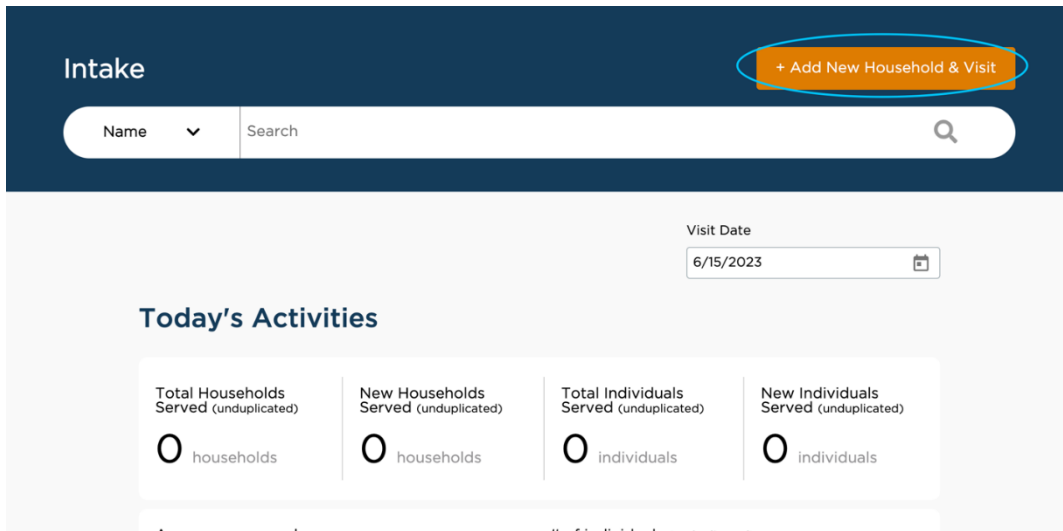 Intake
+ Add New Household & Visit
Name
Search
Visit Date
6/15/2023
Today's Activities
Total Households
Served (unduplicated)
0 households
New Households
Served (unduplicated)
0 households
Total Individuals
Served (unduplicated)
0 individuals
New Individuals
Served (unduplicated)
0 individuals